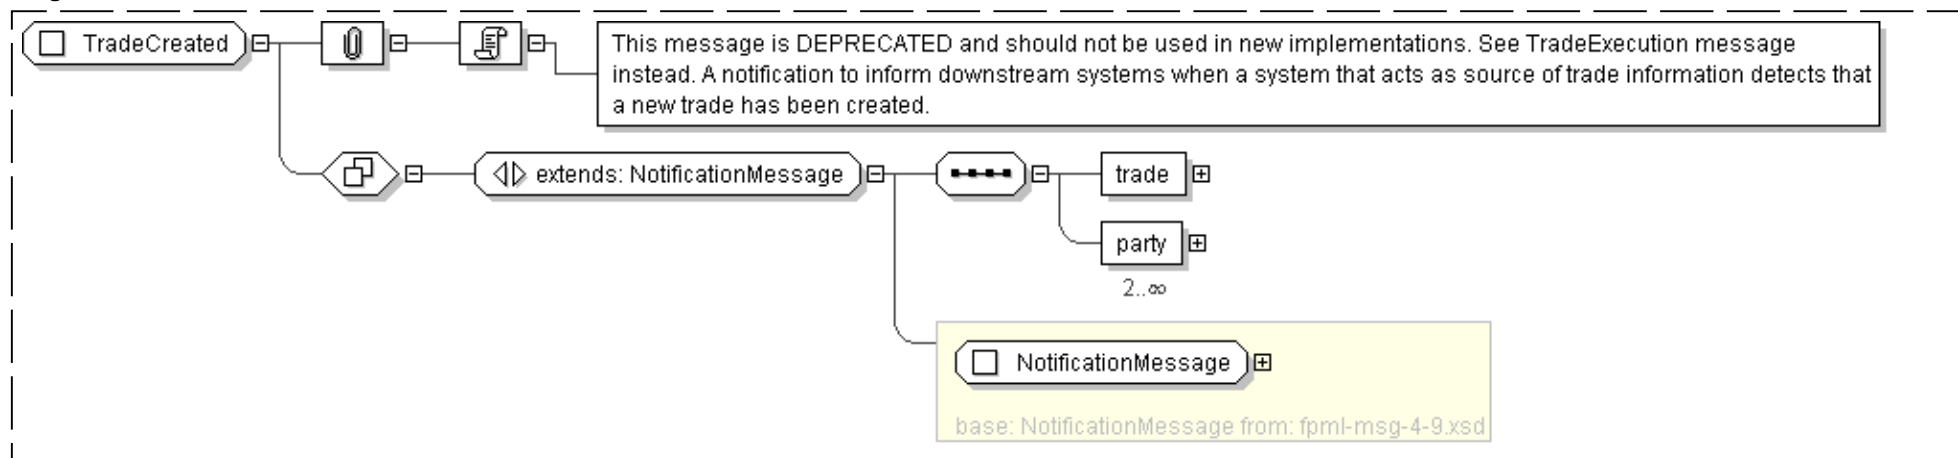 TradeCreated
This message is DEPRECATED and should not be used in new implementations. See TradeExecution message
instead. A notification to inform downstream systems when a system that acts as source of trade information detects that
a new trade has been created.
extends: NotificationMessage
trade
party
2..∞
NotificationMessage
base: NotificationMessage from: fpml-msg-4-9.xsd